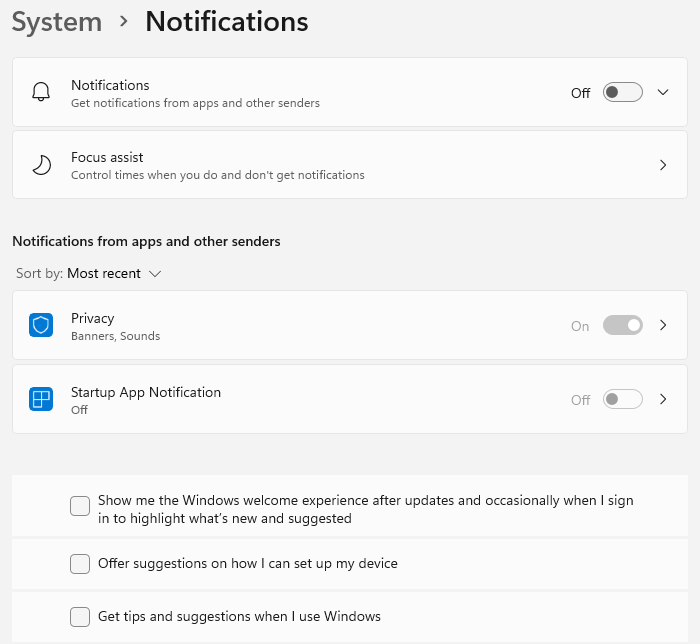 System > Notifications
Notifications
Get notifications from apps and other senders
Off
Focus assist
Control times when you do and don't get notifications
Notifications from apps and other senders
Sort by: Most recent
Privacy
Banners, Sounds
On
Startup App Notification
Off
Off
Show me the Windows welcome experience after updates and occasionally when I sign
in to highlight what's new and suggested
Offer suggestions on how I can set up my device
Get tips and suggestions when I use Windows